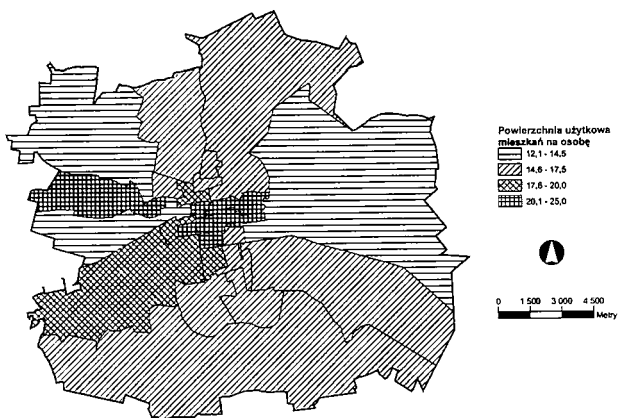 Powierzchnia użytkowa
mieszkań na osobę
12,1 - 14,5
14,6 - 17,5
17,6 - 20,0
20,1 - 25,0
0 1 500 3 000 4 500
Metry